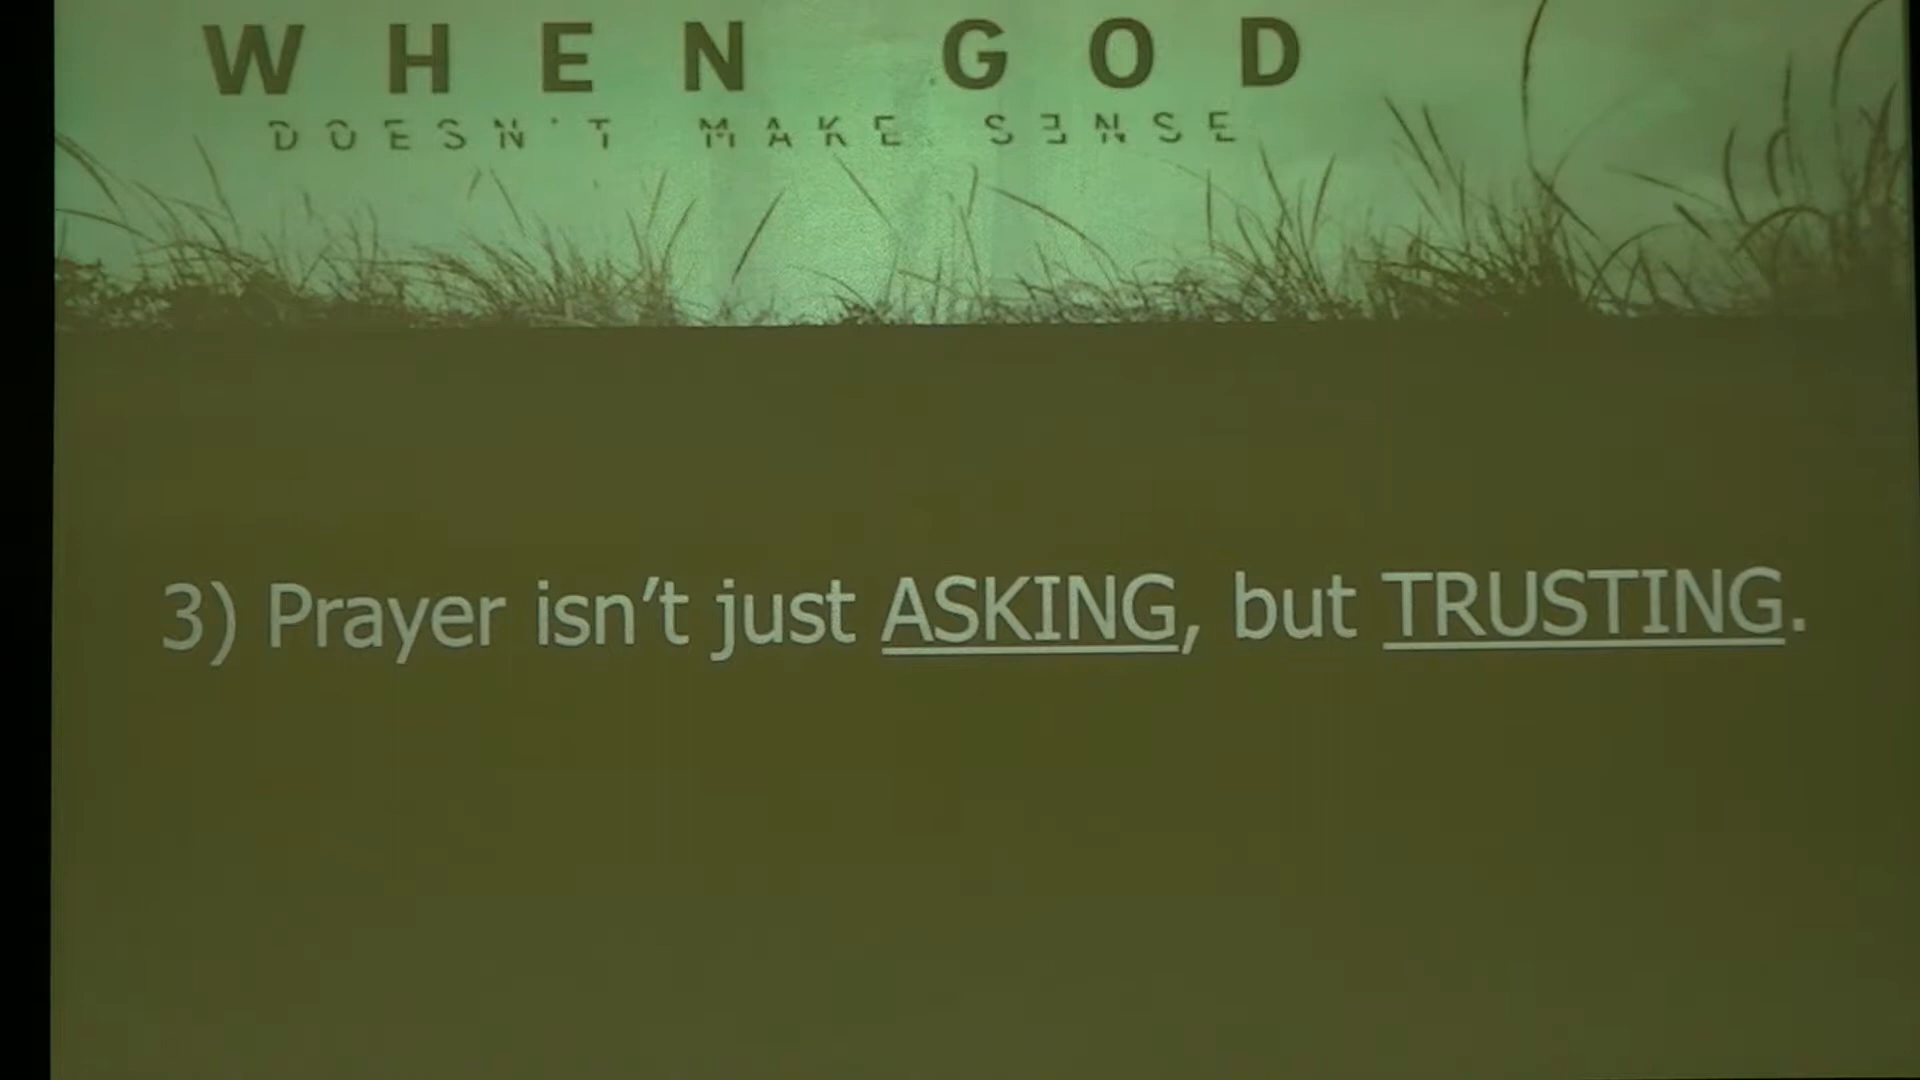 WHEN GOD
DOESN'T MAKE SENSE
3) Prayer isn’t just ASKING, but TRUSTING.